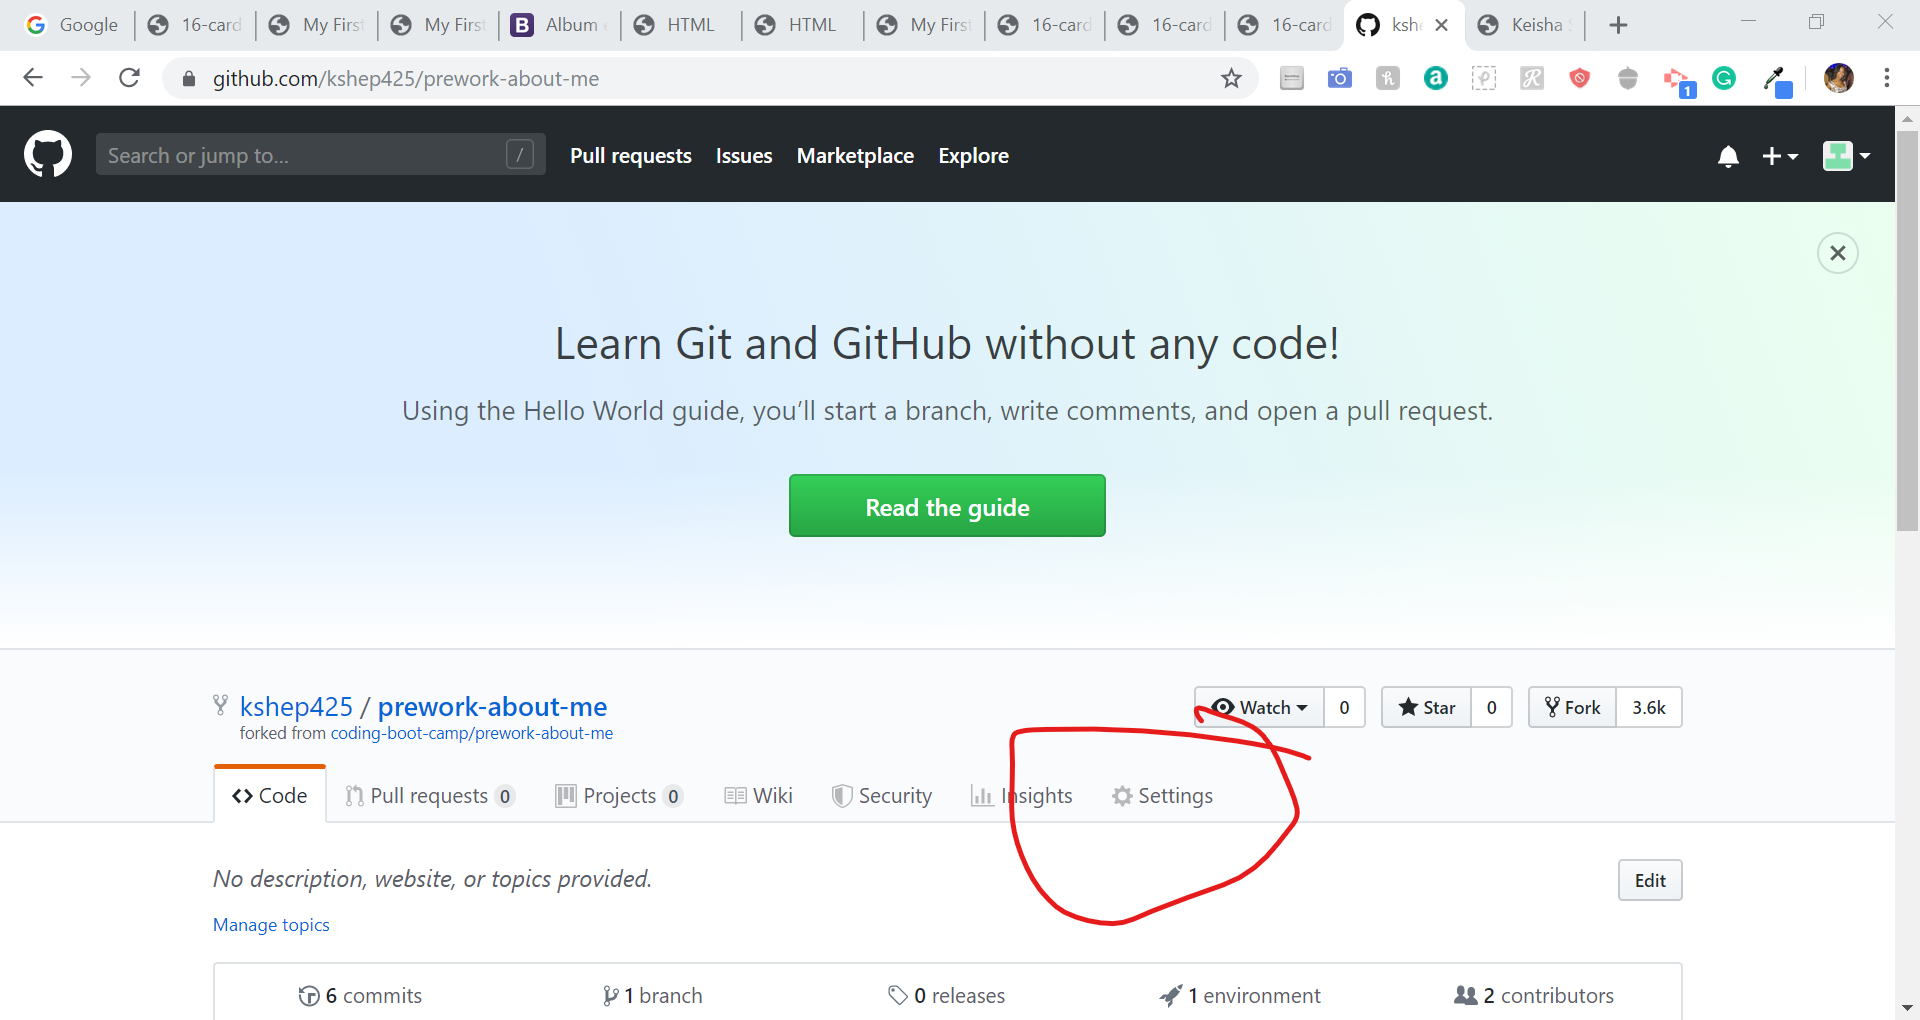 Google 16-card My First My First Album HTML HTML My First 16-card 16-card 16-card kshe Keisha
github.com/kshep425/prework-about-me
1
Search or jump to... / Pull requests Issues Marketplace Explore
Learn Git and GitHub without any code!
Using the Hello World guide, you’ll start a branch, write comments, and open a pull request.
Read the guide
kshep425 / prework-about-me Watch 0 Star 0 Fork 3.6k
forked from coding-boot-camp/prework-about-me
Code Pull requests 0 Projects 0 Wiki Security Insights Settings
No description, website, or topics provided. Edit
Manage topics
6 commits 1 branch 0 releases 1 environment 2 contributors